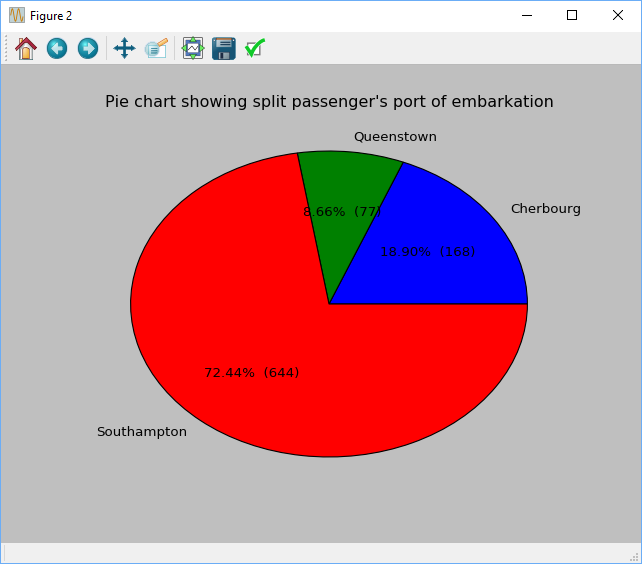 Figure 2
Pie chart showing split passenger's port of embarkation
Queenstown
Cherbourg
8.66% (77)
18.90% (168)
72.44% (644)
Southampton